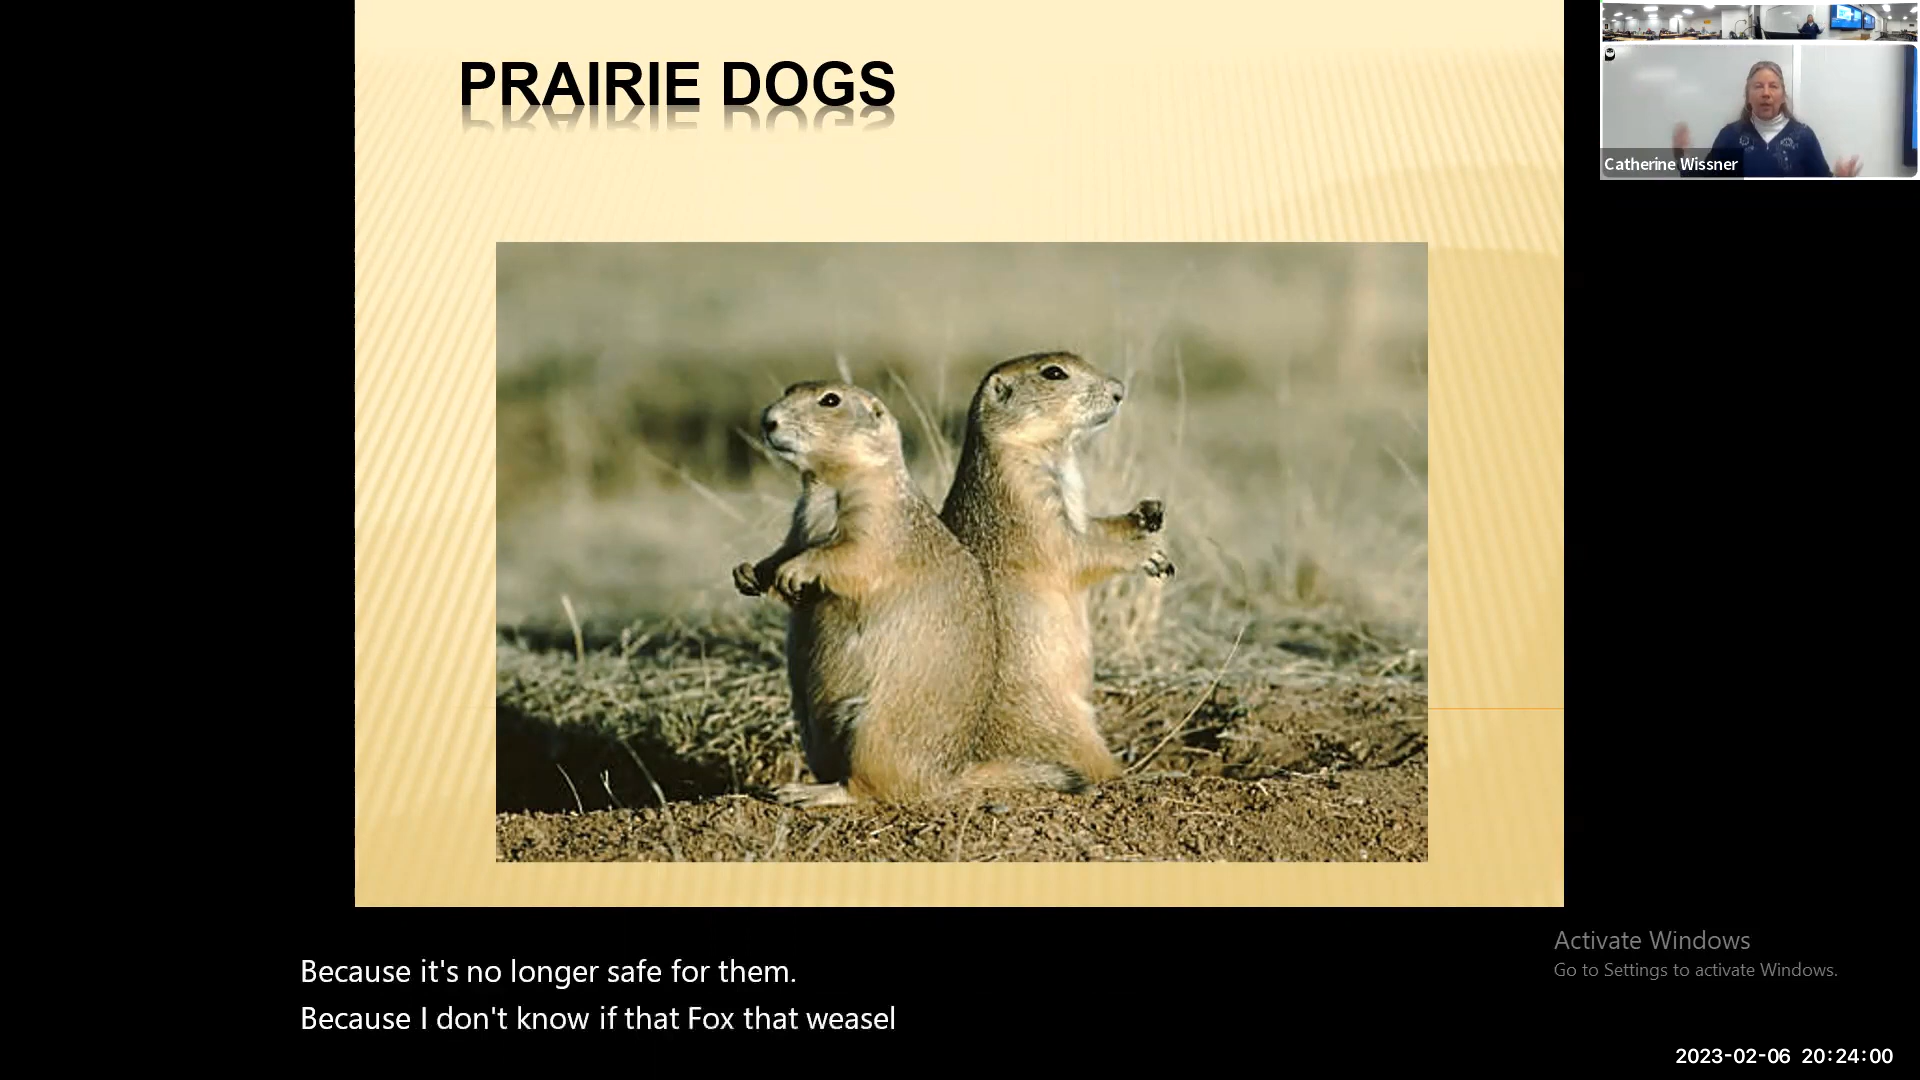 PRAIRIE DOGS
Catherine Wissner
Because it's no longer safe for them.
Because I don't know if that Fox that weasel
Activate Windows
Go to Settings to activate Windows.
2023-02-06 20:24:00